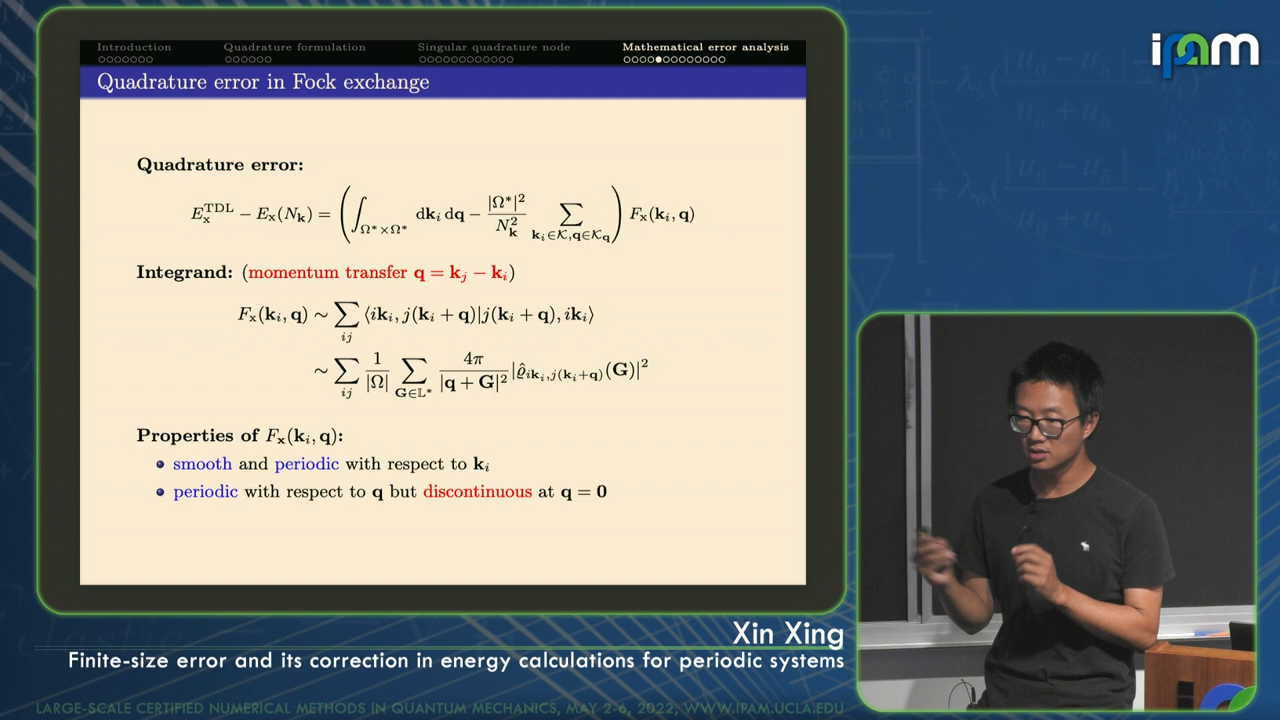 Introduction Quadrature formulation Singular quadrature node Mathematical error analysis
Quadrature error in Fock exchange
Quadrature error:
E_x^TDL − E_x(N_k) = ( ∫_{Ω*×Ω*} dk_i dq − |Ω*|²/N_k² ∑_{k_i∈𝒦, q∈𝒦_q} ) F_x(k_i, q)
Integrand: (momentum transfer q = k_j − k_i)
F_x(k_i, q) ∼ ∑_{ij} ⟨ik_i, j(k_i + q)|j(k_i + q), ik_i⟩
∼ ∑_{ij} 1/|Ω| ∑_{G∈𝕃*} 4π/|q + G|² |ϱ̂_{ik_i,j(k_i+q)}(G)|²
Properties of F_x(k_i, q):
smooth and periodic with respect to k_i
periodic with respect to q but discontinuous at q = 0
ipam
Xin Xing
Finite-size error and its correction in energy calculations for periodic systems
LARGE-SCALE CERTIFIED NUMERICAL METHODS IN QUANTUM MECHANICS, MAY 2-6, 2022, WWW.IPAM.UCLA.EDU